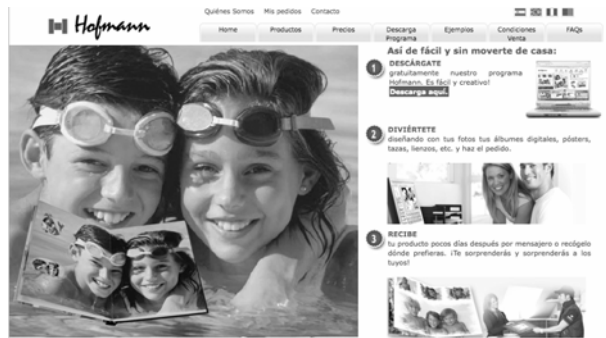 Quiénes Somos Mis pedidos Contacto
Hofmann
Home Productos Precios Descarga Programa Ejemplos Condiciones Venta FAQs
Así de fácil y sin moverte de casa:
1 DESCÁRGATE
gratuitamente nuestro programa
Hofmann. Es fácil y creativo!
Descarga aquí.
2 DIVIÉRTETE
diseñando con tus fotos tus álbumes digitales, pósters,
tazas, lienzos, etc. y haz el pedido.
3 RECIBE
tu producto pocos días después por mensajero o recógelo
dónde prefieras. ¡Te sorprenderás y sorprenderás a los
tuyos!